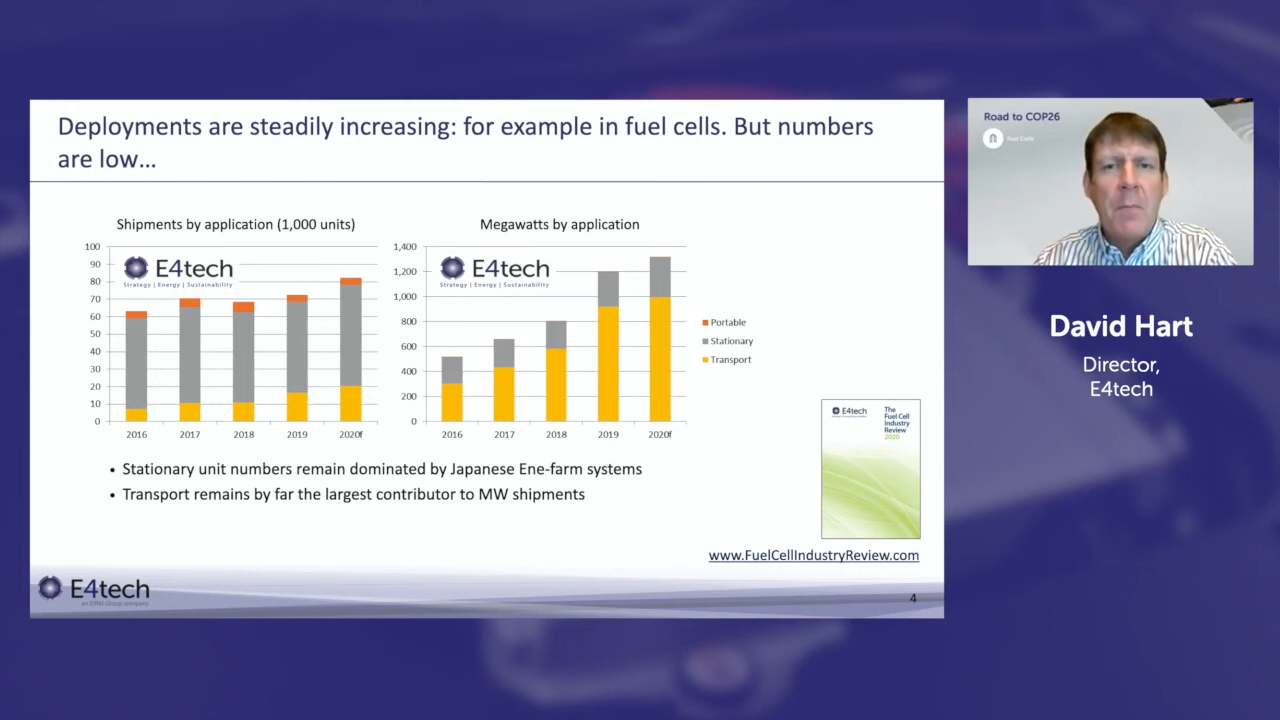 Deployments are steadily increasing: for example in fuel cells. But numbers
are low...
Shipments by application (1,000 units)
100
90
80
70
60
50
40
30
20
10
0
E4tech
Strategy | Energy | Sustainability
2016 2017 2018 2019 2020f
Megawatts by application
1,400
1,200
1,000
800
600
400
200
0
E4tech
Strategy | Energy | Sustainability
2016 2017 2018 2019 2020f
Portable
Stationary
Transport
• Stationary unit numbers remain dominated by Japanese Ene-farm systems
• Transport remains by far the largest contributor to MW shipments
E4tech
The
Fuel Cell
Industry
Review
2020
www.FuelCellIndustryReview.com
E4tech
an ERM Group company
4
Road to COP26
Fuel Cells
David Hart
Director,
E4tech